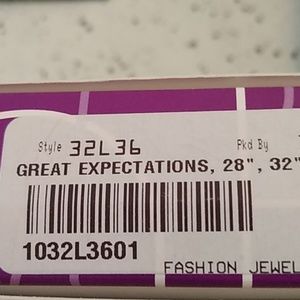 Style 32L36 Pkd By
GREAT EXPECTATIONS, 28", 32"
1032L3601
FASHION JEWEL